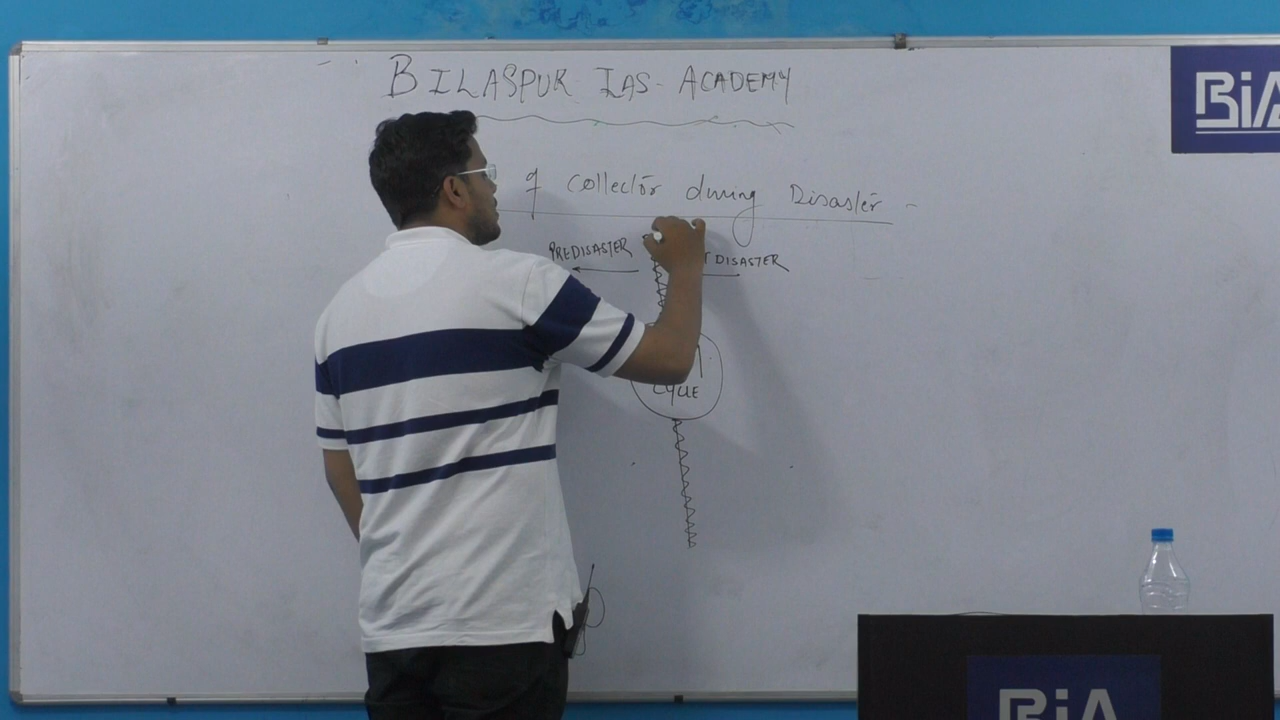 BILASPUR IAS- ACADEMY
BiA
of Collector during Disaster -
PREDISASTER
T DISASTER
CYCLE
BiA